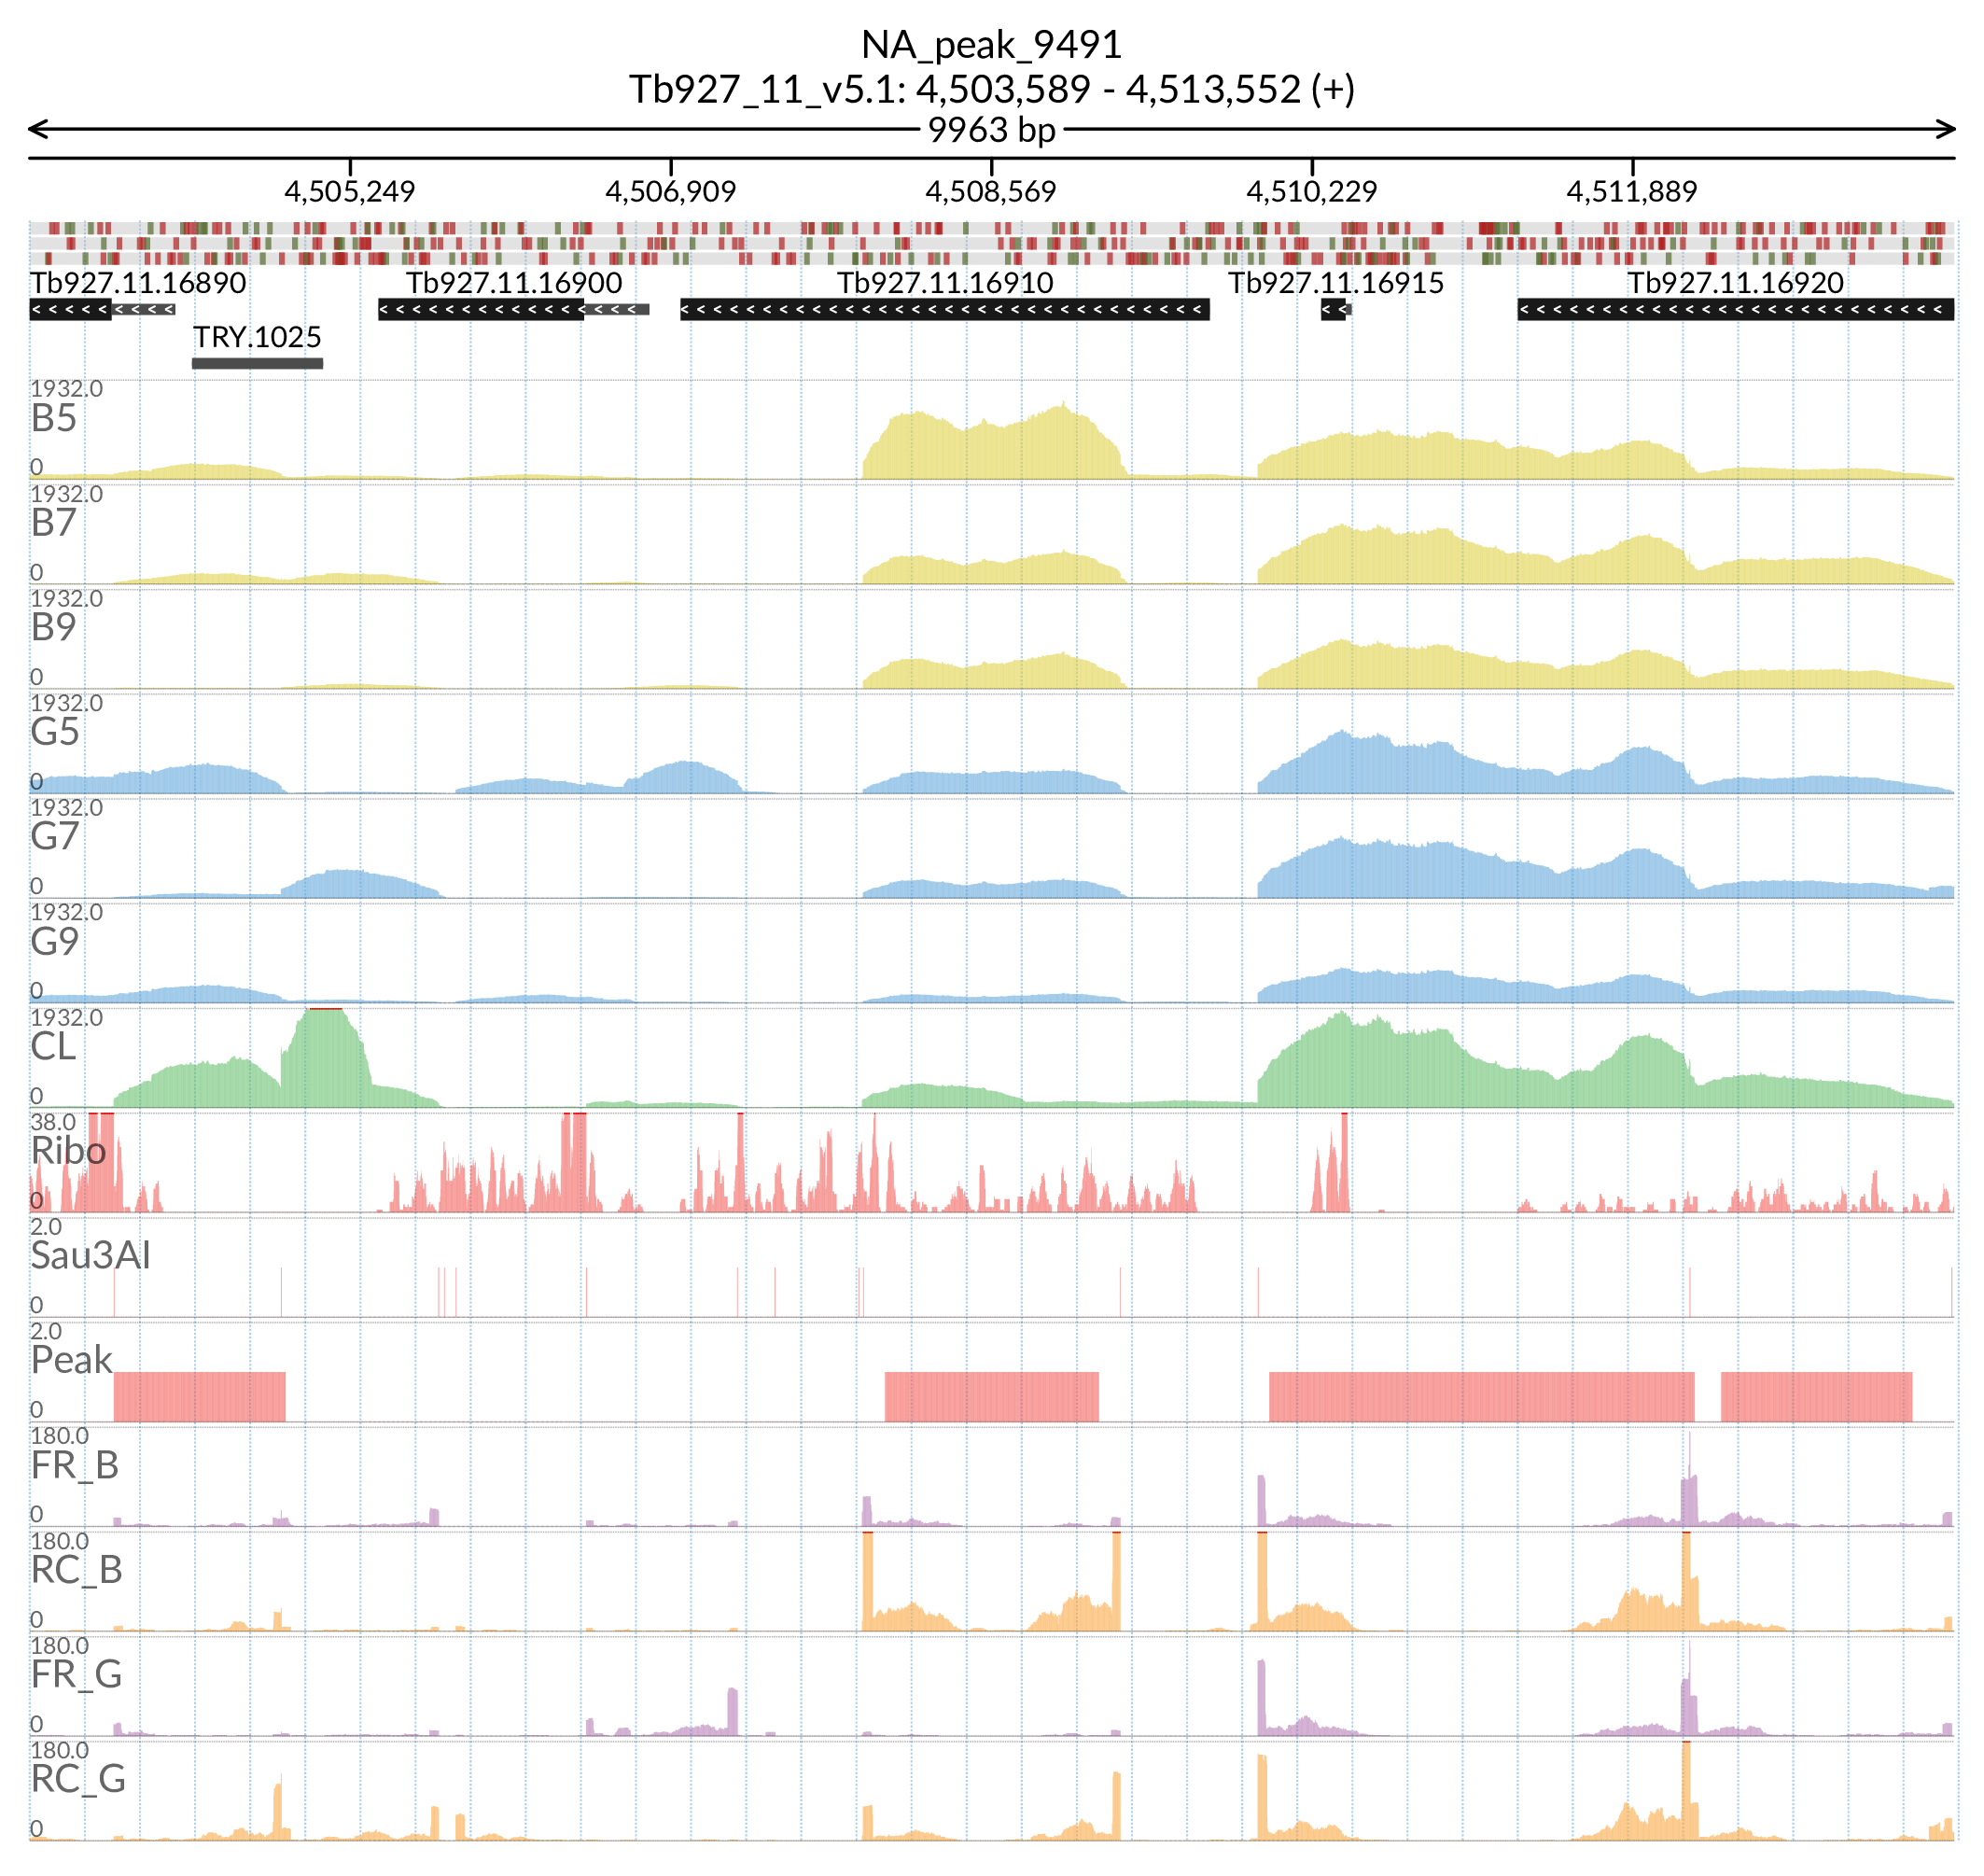 NA_peak_9491
Tb927_11_v5.1: 4,503,589 - 4,513,552 (+)
9963 bp
4,505,249 4,506,909 4,508,569 4,510,229 4,511,889
Tb927.11.16890 Tb927.11.16900 Tb927.11.16910 Tb927.11.16915 Tb927.11.16920
TRY.1025
1932.0
B5
0
1932.0
B7
0
1932.0
B9
0
1932.0
G5
0
1932.0
G7
0
1932.0
G9
0
1932.0
CL
0
38.0
Ribo
0
2.0
Sau3AI
0
2.0
Peak
0
180.0
FR_B
0
180.0
RC_B
0
180.0
FR_G
0
180.0
RC_G
0